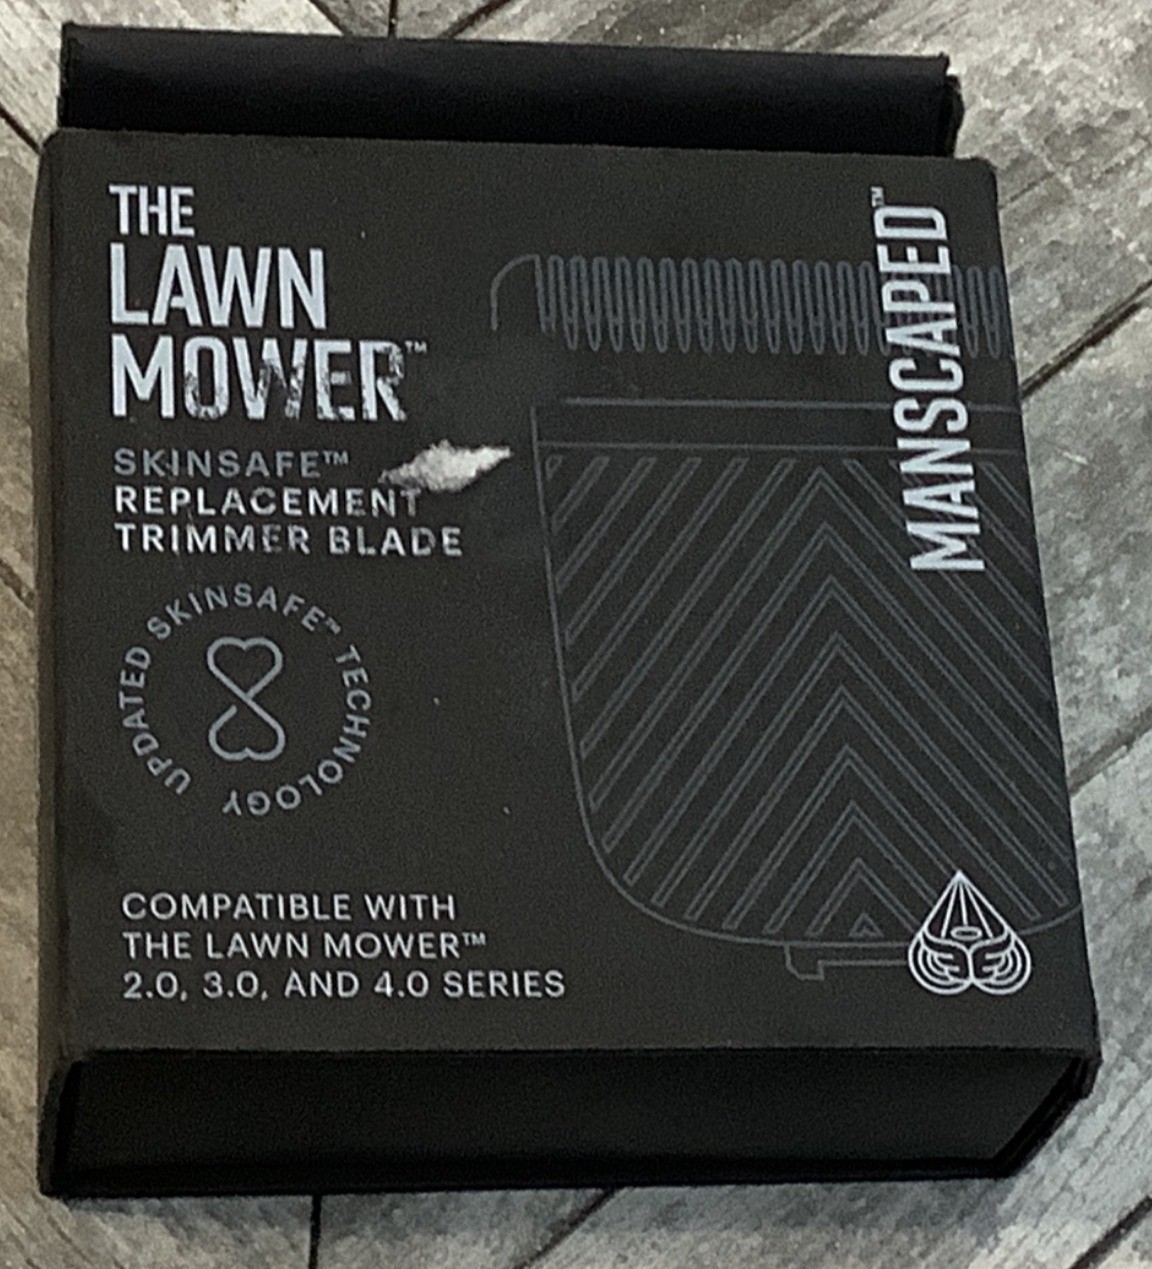 THE
LAWN
MOWER™
SKINSAFE™
REPLACEMENT
TRIMMER BLADE
UPDATED SKINSAFE™ TECHNOLOGY
COMPATIBLE WITH
THE LAWN MOWER™
2.0, 3.0, AND 4.0 SERIES
MANSCAPED™